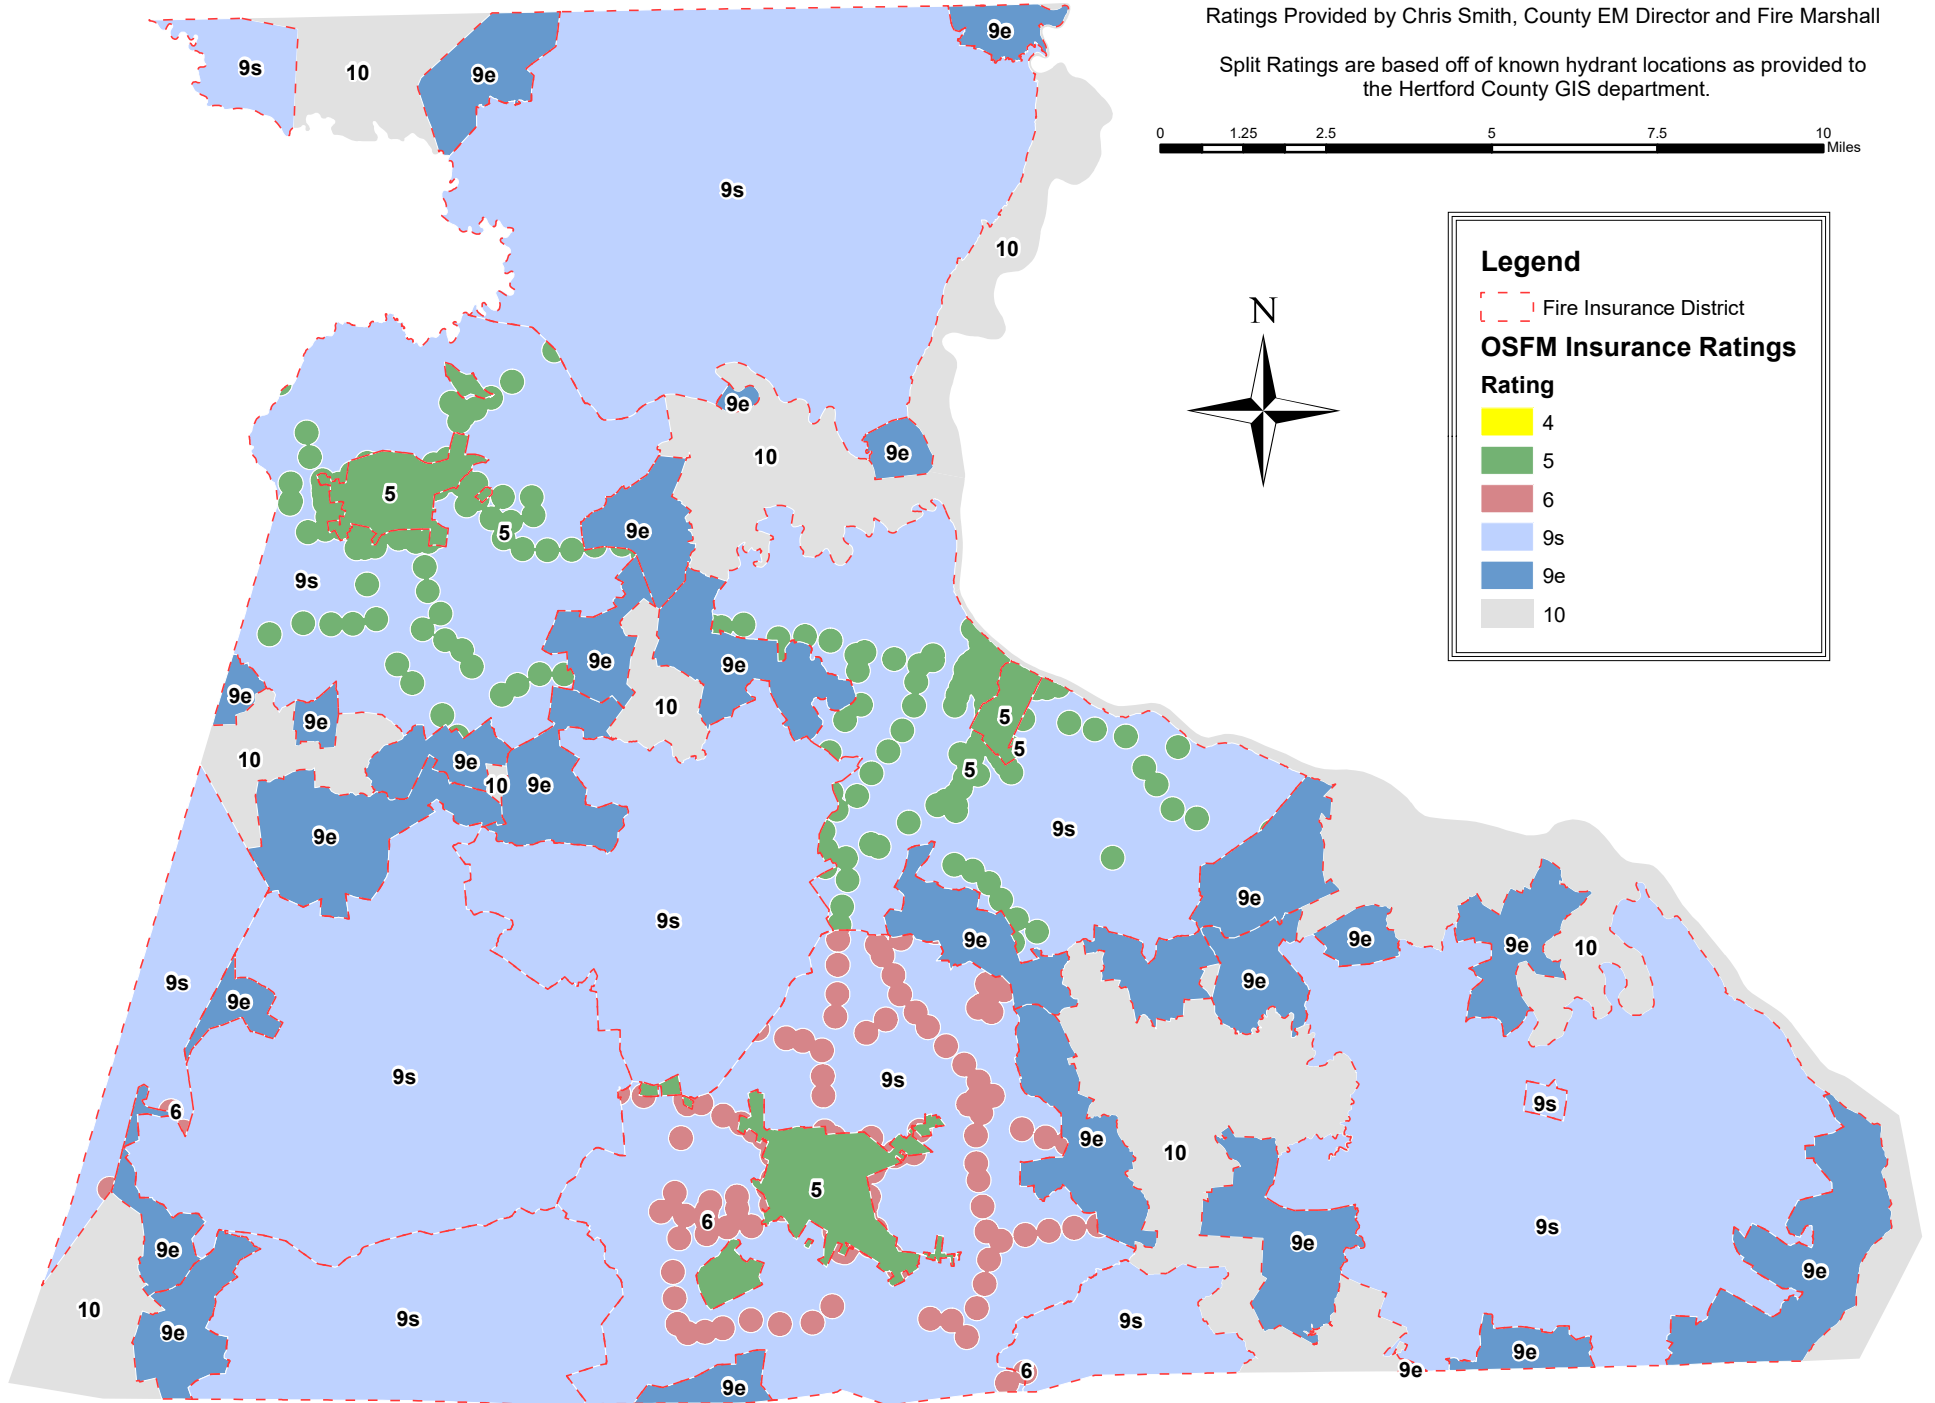 Ratings Provided by Chris Smith, County EM Director and Fire Marshall
Split Ratings are based off of known hydrant locations as provided to
the Hertford County GIS department.
0 1.25 2.5 5 7.5 10
Miles
N
Legend
Fire Insurance District
OSFM Insurance Ratings
Rating
4
5
6
9s
9e
10
9e
9s
10
9e
9s
10
9e
10
9e
5
9e
5
9s
9e
9e
9e
10
5
9e
5
10
9e
5
10
9e
9s
9e
9e
9s
9e
9e
9e
10
9e
9s
9e
9s
9s
9s
6
9e
10
5
6
9s
9e
9e
9e
10
9s
9s
9e
9e
6
9e
9e